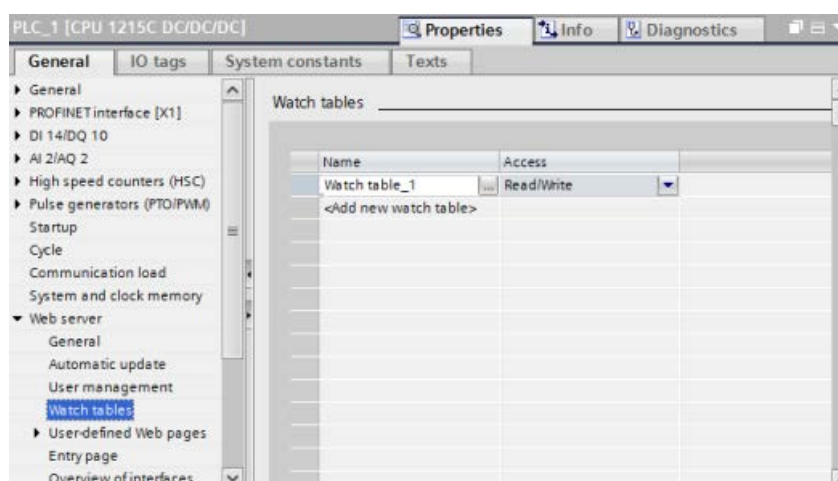 PLC_1 [CPU 1215C DC/DC/DC]
Properties
Info
Diagnostics
General
IO tags
System constants
Texts
General
PROFINET interface [X1]
DI 14/DQ 10
AI 2/AQ 2
High speed counters (HSC)
Pulse generators (PTO/PWM)
Startup
Cycle
Communication load
System and clock memory
Web server
General
Automatic update
User management
Watch tables
User-defined Web pages
Entry page
Overview of interfaces
Watch tables
Name Access
Watch table_1 ... Read/Write
<Add new watch table>